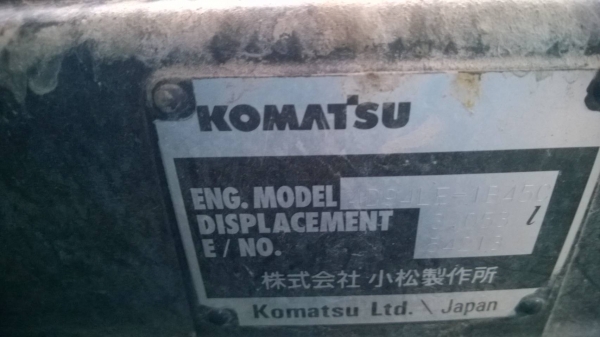 KOMATSU
ENG. MODEL
DISPLACEMENT l
E / NO.
株式会社 小松製作所
Komatsu Ltd. \ Japan